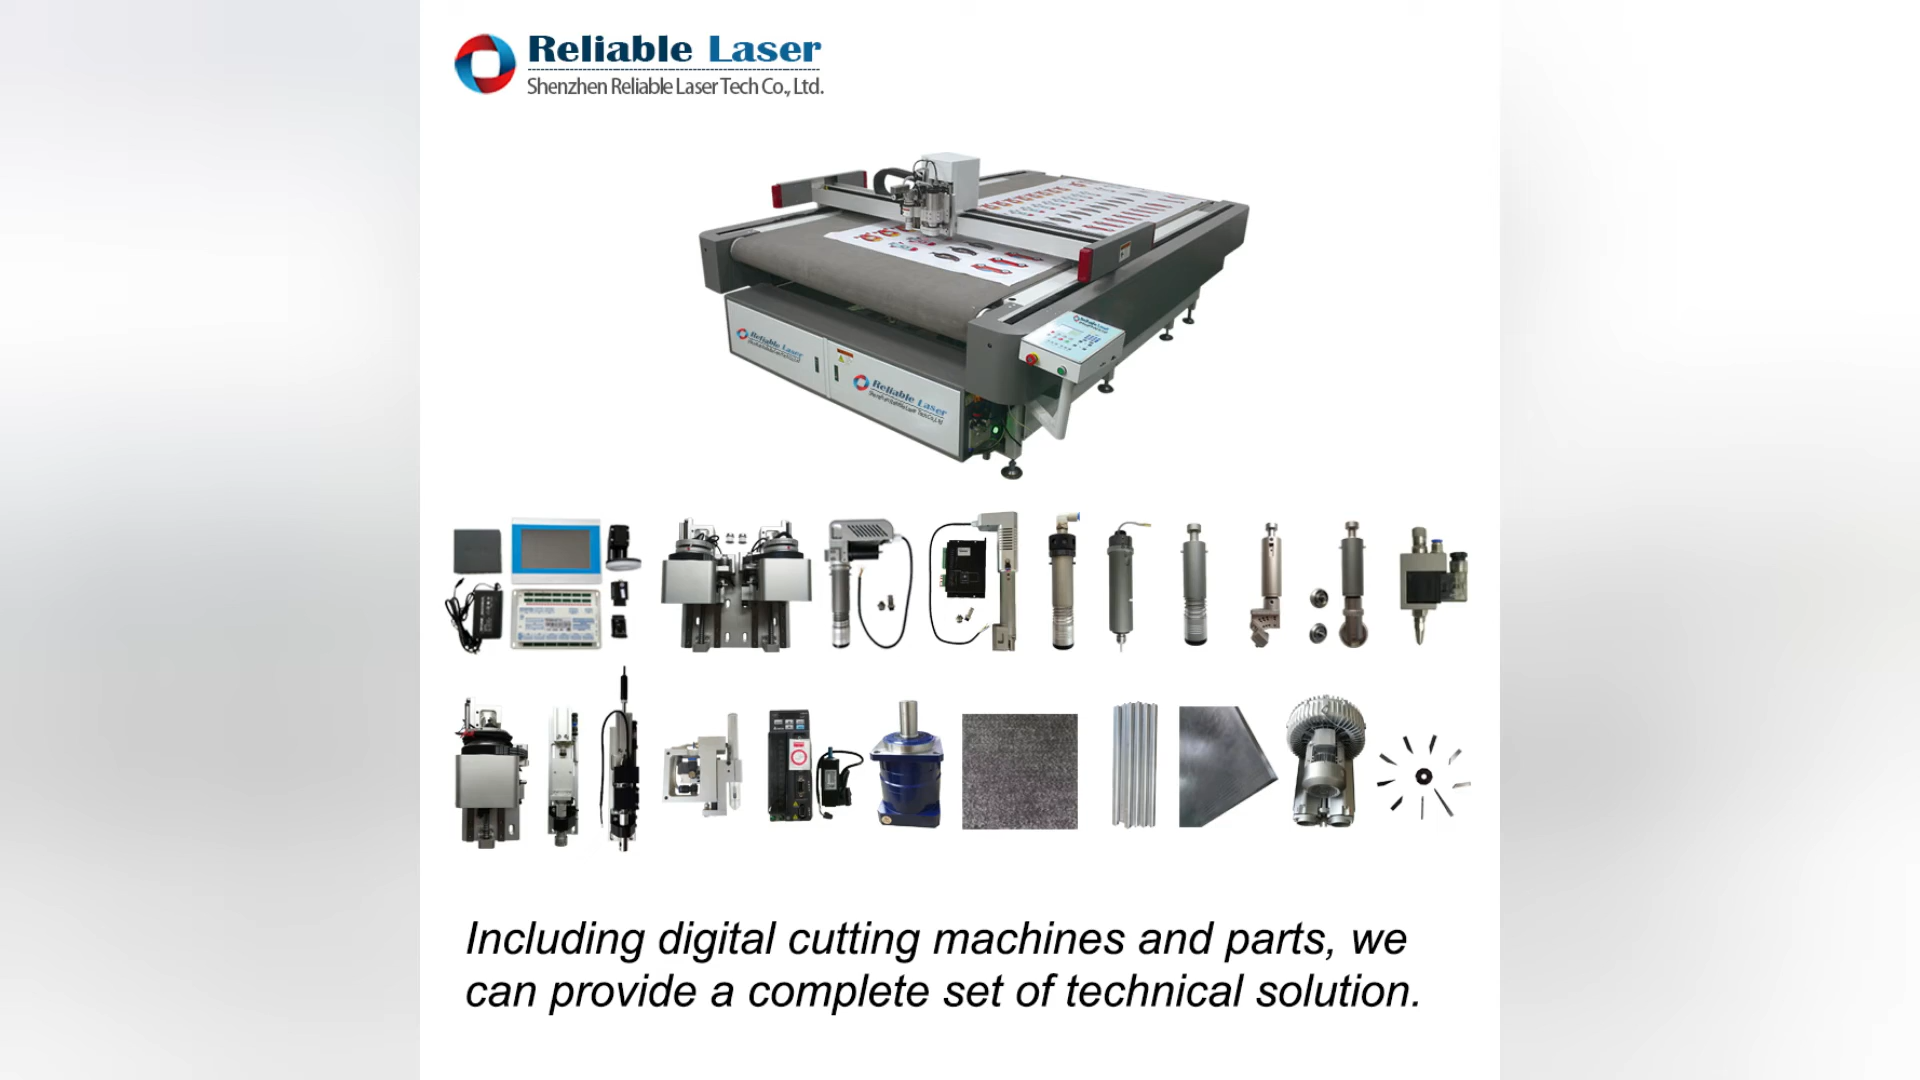 Reliable Laser
Shenzhen Reliable Laser Tech Co., Ltd.
Reliable Laser
Reliable Laser
Including digital cutting machines and parts, we
can provide a complete set of technical solution.